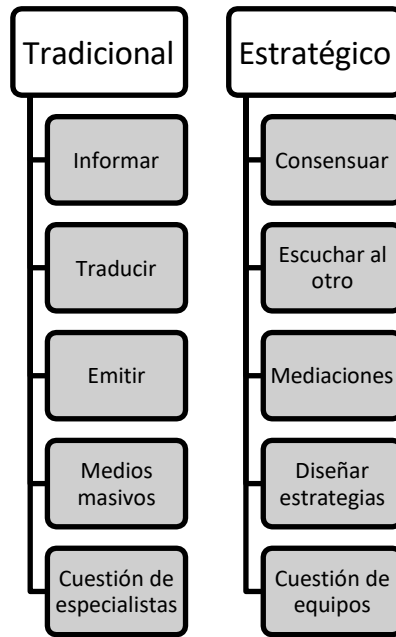 Tradicional
Informar
Traducir
Emitir
Medios
masivos
Cuestión de
especialistas
Estratégico
Consensuar
Escuchar al
otro
Mediaciones
Diseñar
estrategias
Cuestión de
equipos